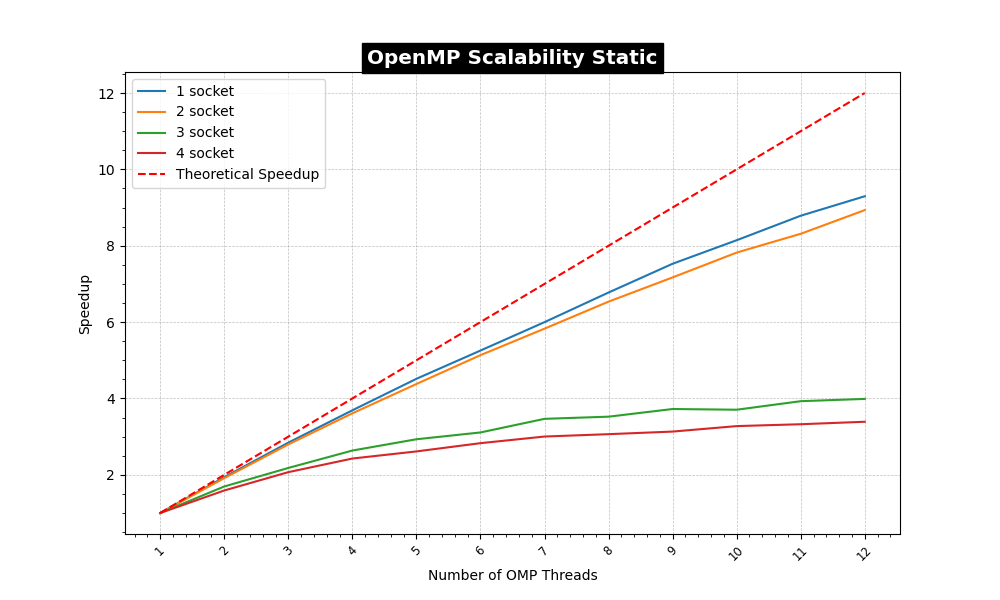 OpenMP Scalability Static
1 socket
2 socket
3 socket
4 socket
Theoretical Speedup
12
10
8
6
4
2
Speedup
1 2 3 4 5 6 7 8 9 10 11 12
Number of OMP Threads